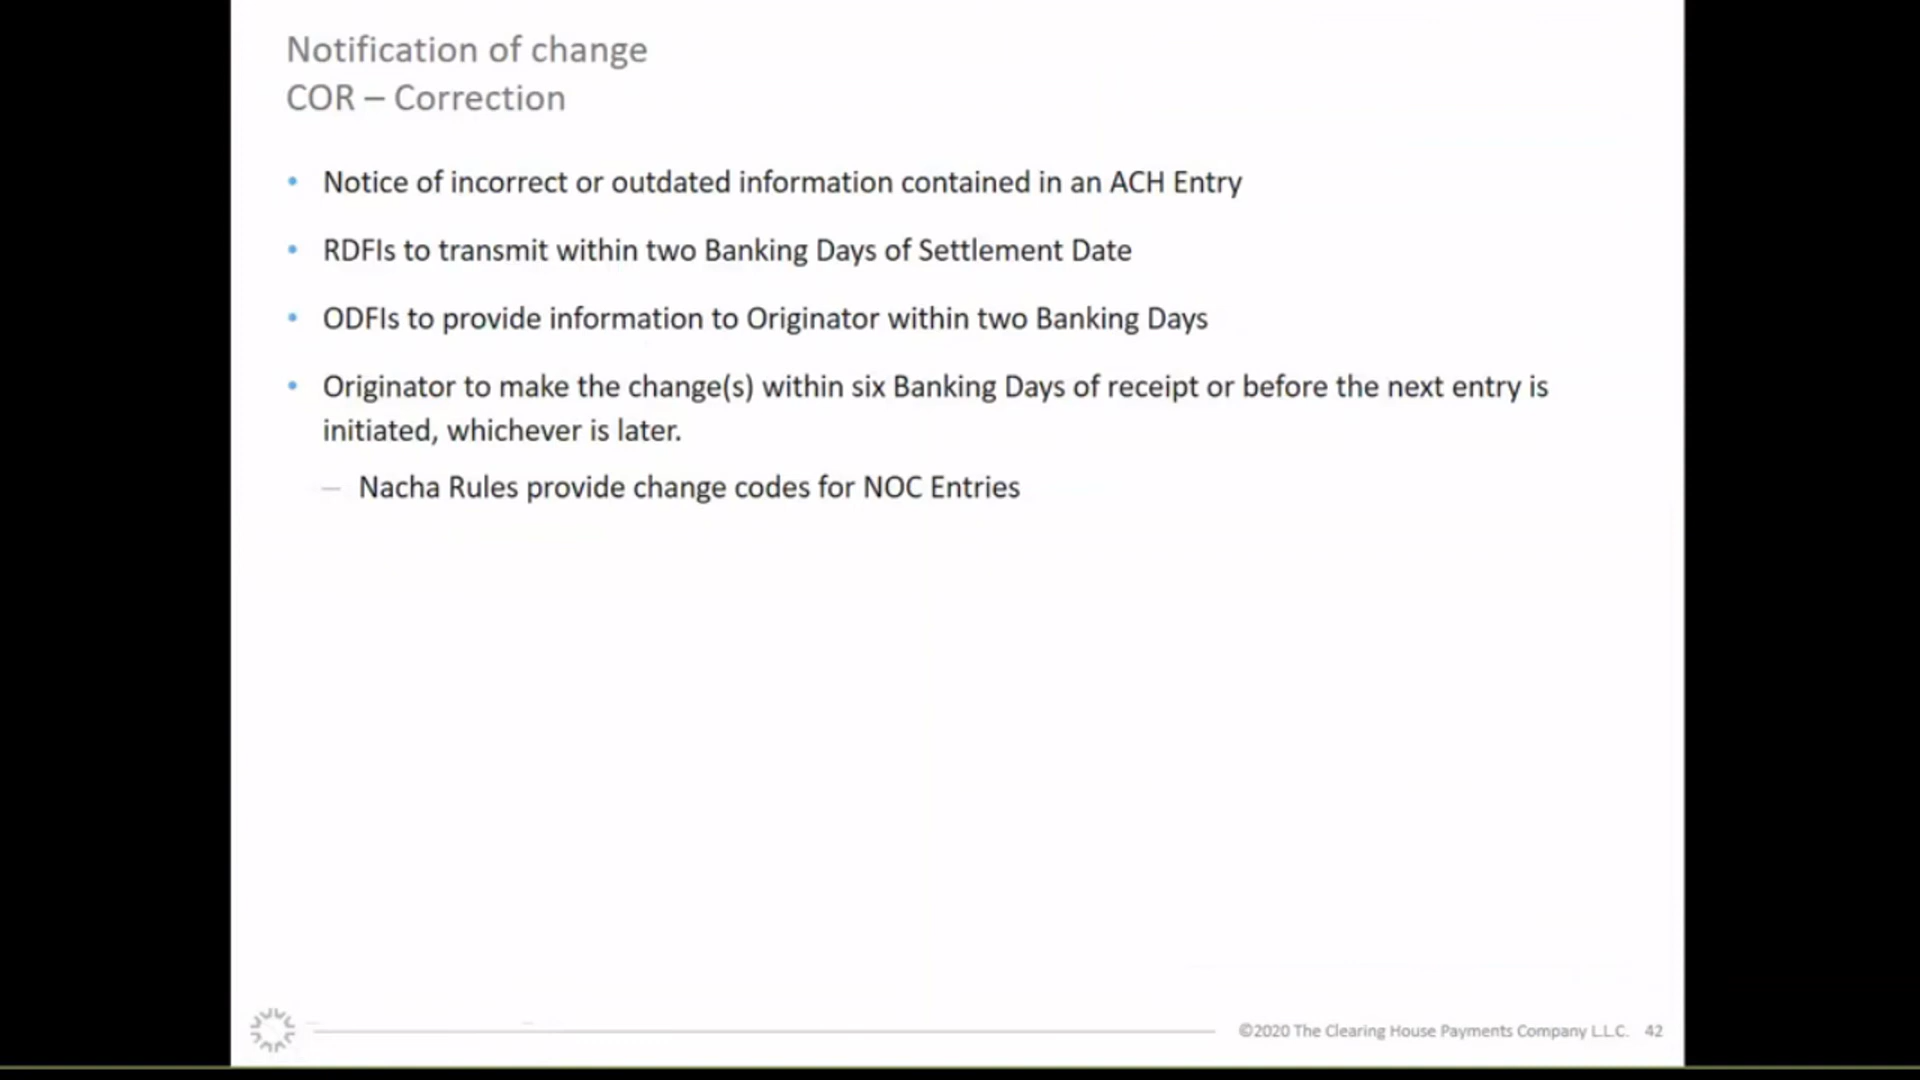 Notification of change
COR – Correction
• Notice of incorrect or outdated information contained in an ACH Entry
• RDFIs to transmit within two Banking Days of Settlement Date
• ODFIs to provide information to Originator within two Banking Days
• Originator to make the change(s) within six Banking Days of receipt or before the next entry is
initiated, whichever is later.
– Nacha Rules provide change codes for NOC Entries
©2020 The Clearing House Payments Company L.L.C. 42